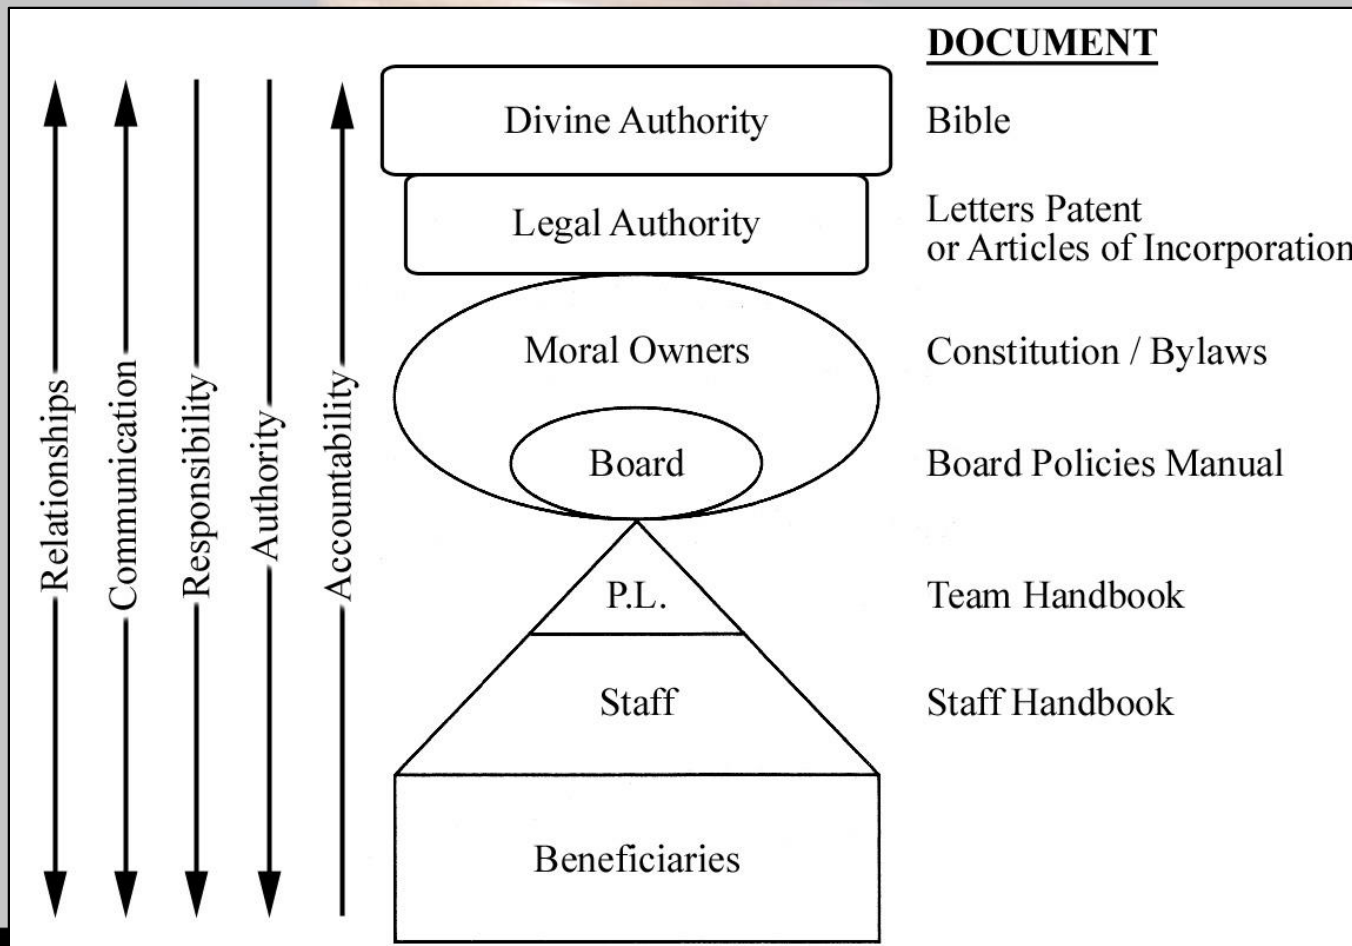 DOCUMENT
Divine Authority
Bible
Legal Authority
Letters Patent
or Articles of Incorporation
Moral Owners
Constitution / Bylaws
Board
Board Policies Manual
P.L.
Team Handbook
Staff
Staff Handbook
Beneficiaries
Relationships
Communication
Responsibility
Authority
Accountability